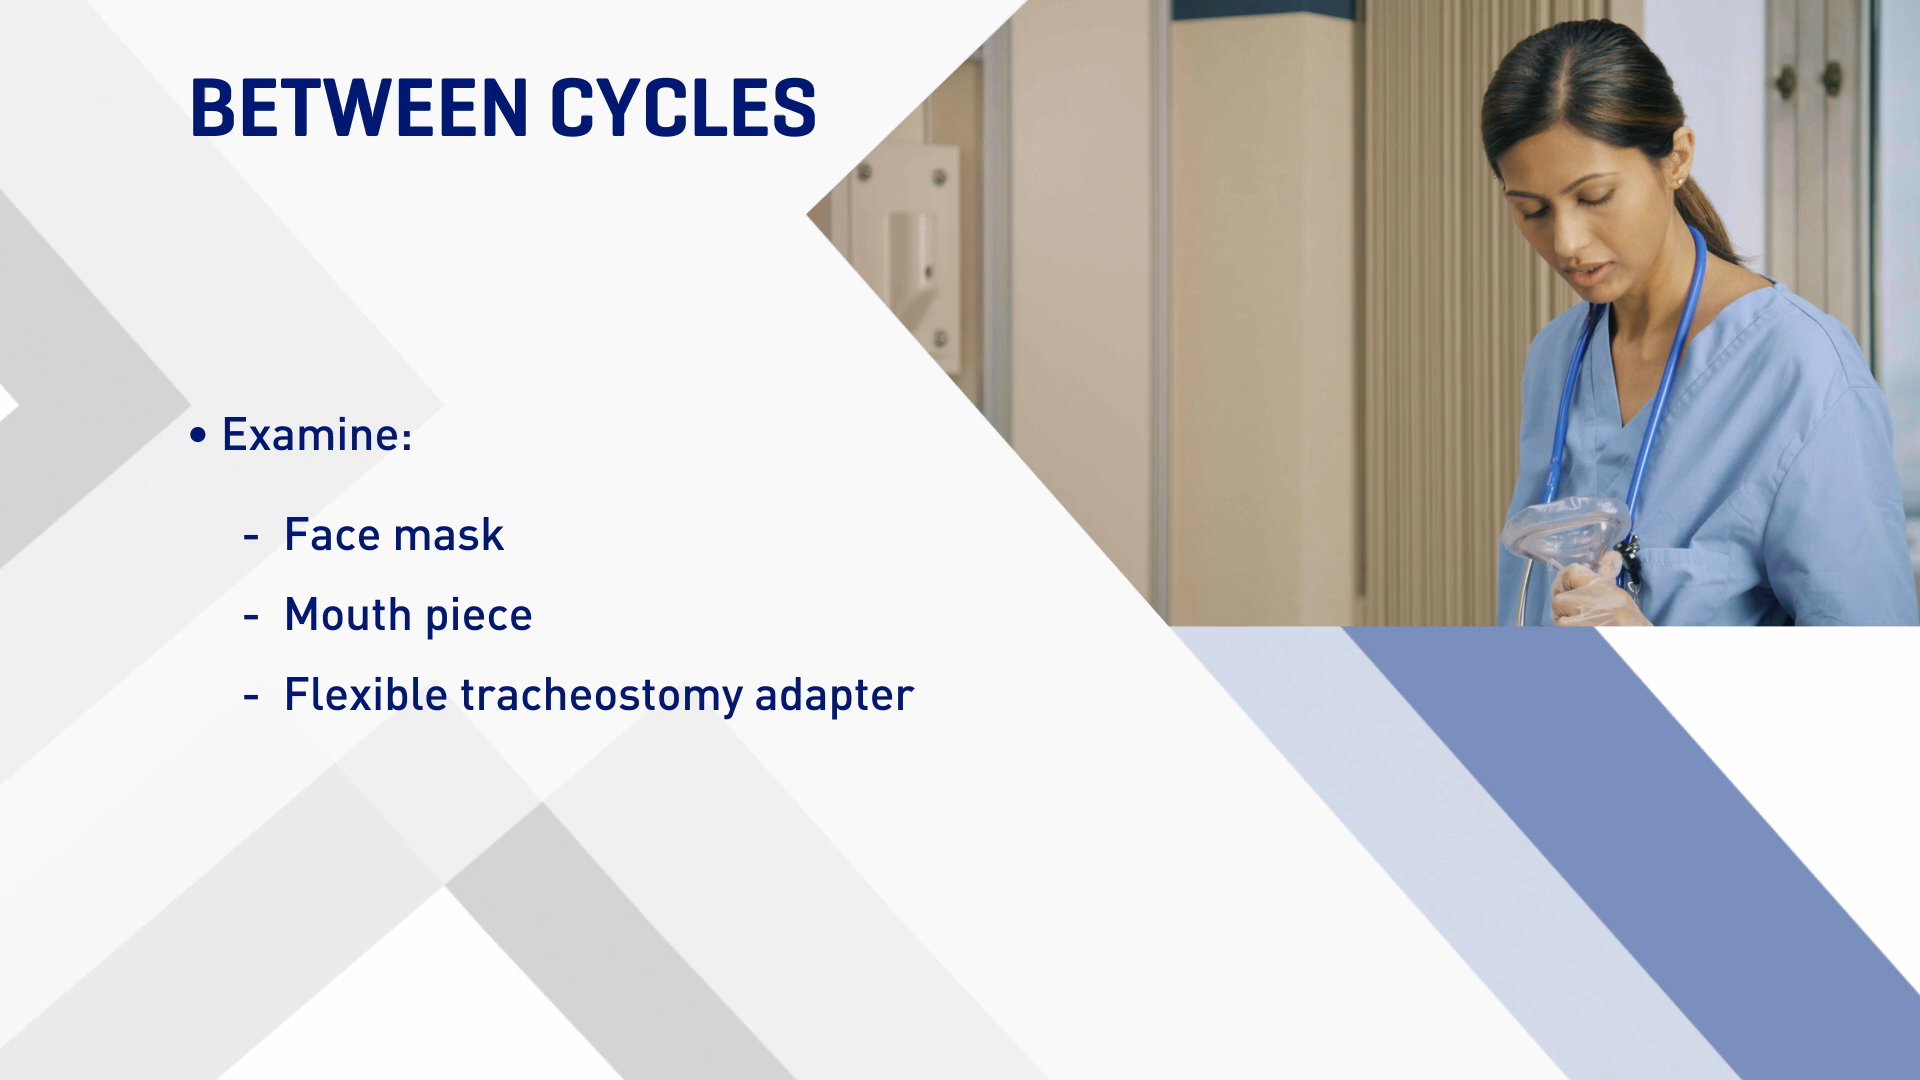 BETWEEN CYCLES
• Examine:
- Face mask
- Mouth piece
- Flexible tracheostomy adapter